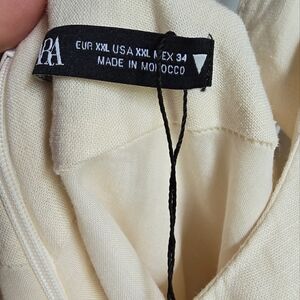 EUR XXL USA XXL MEX 34
MADE IN MOROCCO